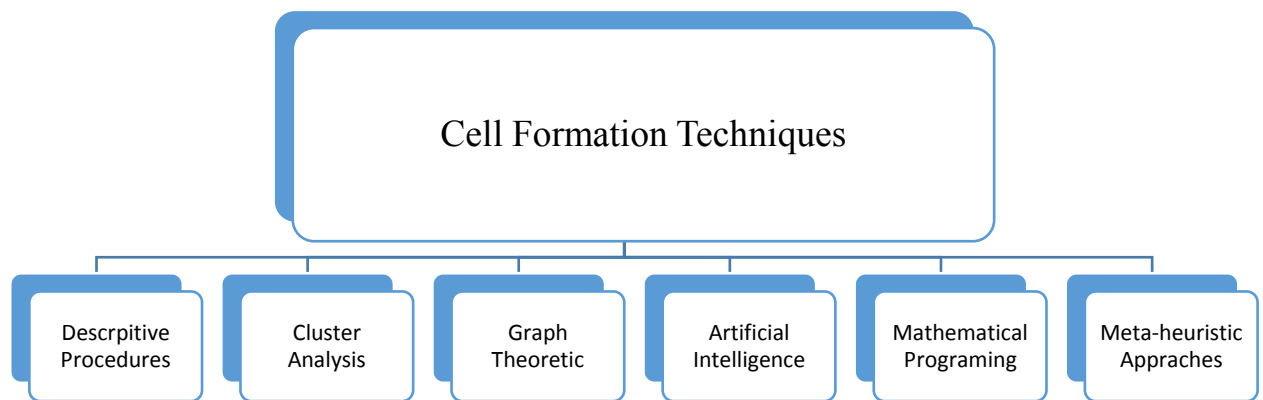 Cell Formation Techniques
Descrpitive
Procedures
Cluster
Analysis
Graph
Theoretic
Artificial
Intelligence
Mathematical
Programing
Meta-heuristic
Appraches